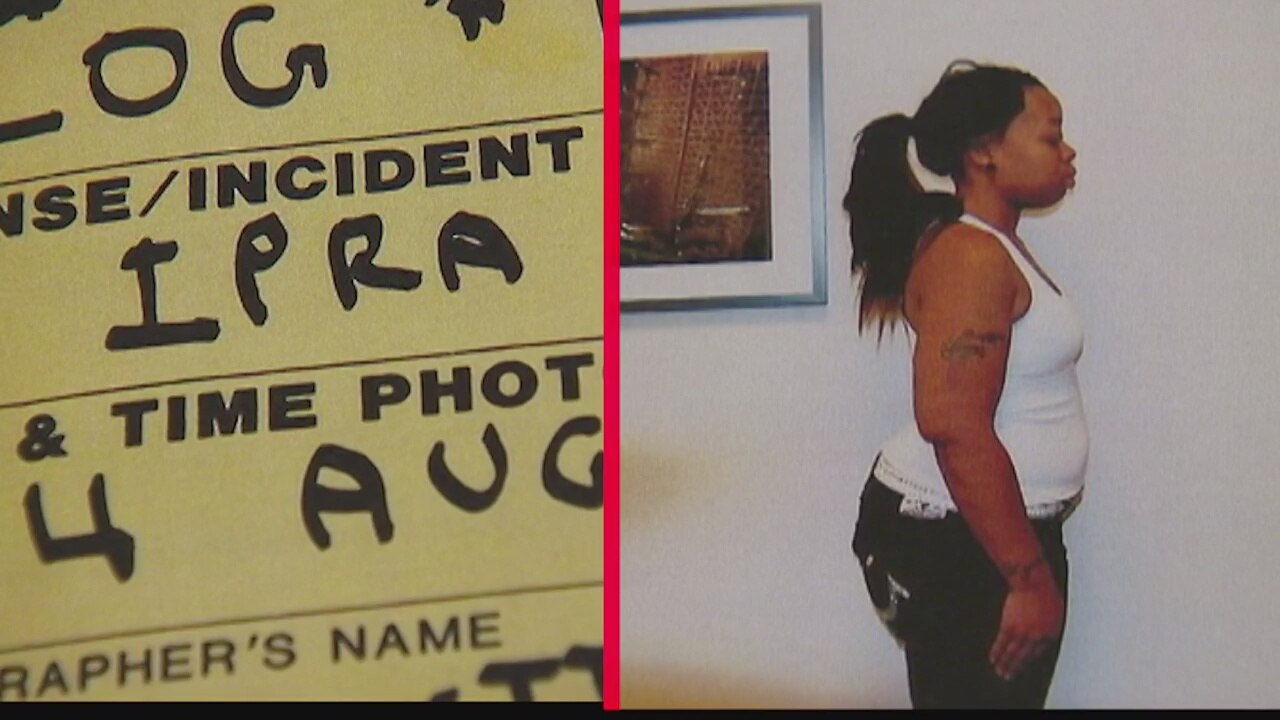 LOG *
NSE/INCIDENT
IPRA
& TIME PHOT
4 AUG
RAPHER'S NAME